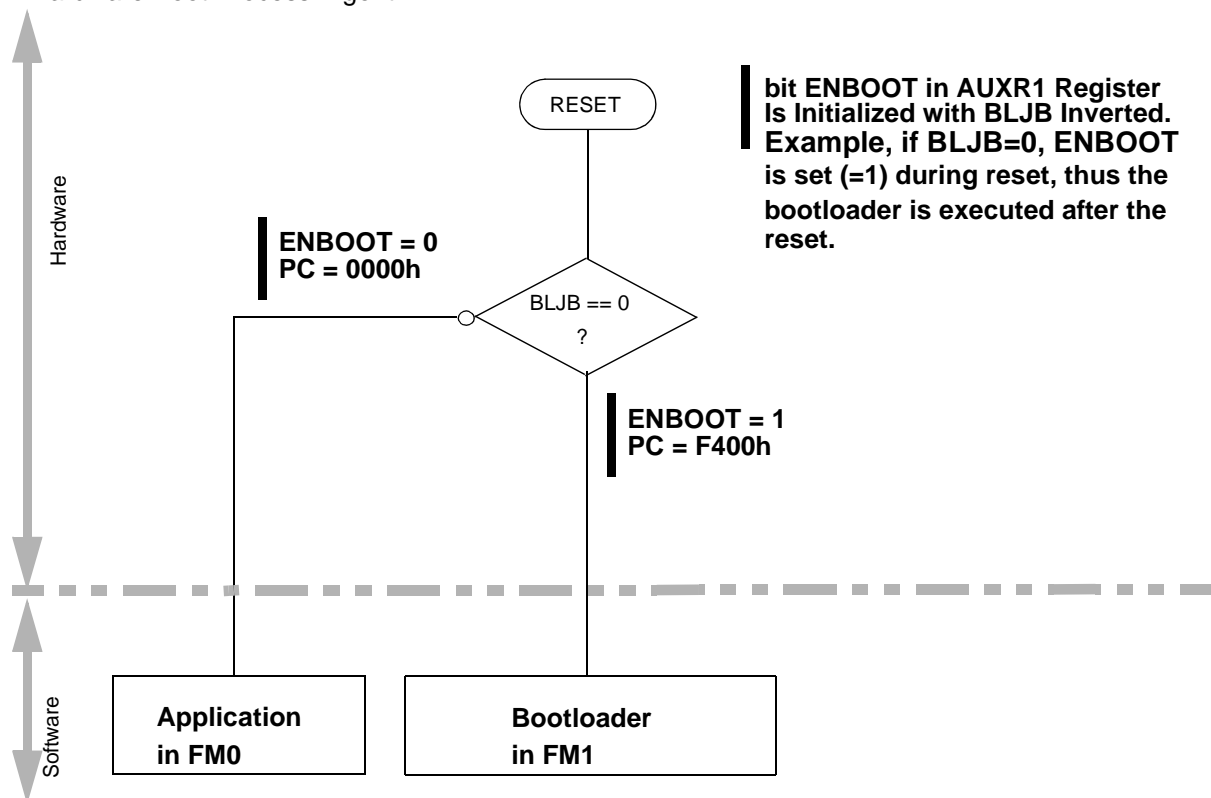 RESET
bit ENBOOT in AUXR1 Register
Is Initialized with BLJB Inverted.
Example, if BLJB=0, ENBOOT
is set (=1) during reset, thus the
bootloader is executed after the
reset.
Hardware
ENBOOT = 0
PC = 0000h
BLJB == 0
?
ENBOOT = 1
PC = F400h
Software
Application
in FM0
Bootloader
in FM1